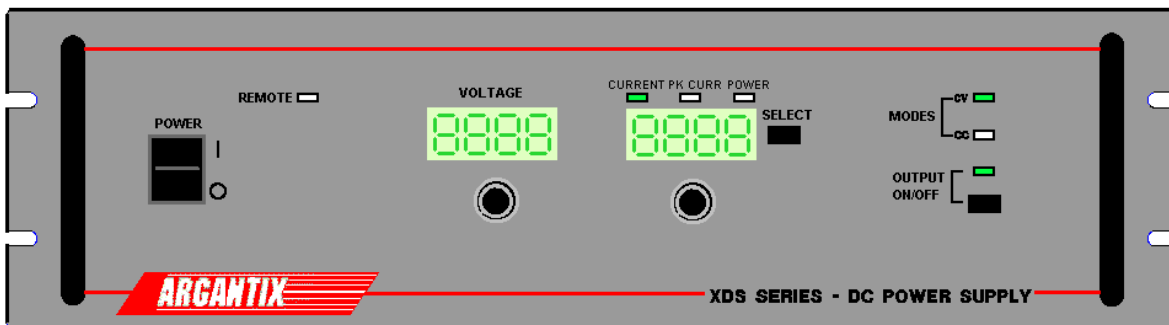 CURRENT PK CURR POWER
REMOTE
VOLTAGE
SELECT
CV
MODES
CC
POWER
8888
8888
OUTPUT
ON/OFF
ARGANTIX
XDS SERIES - DC POWER SUPPLY